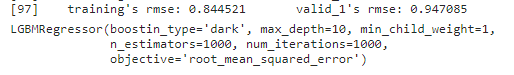 [97] training's rmse: 0.844521 valid_1's rmse: 0.947085
LGBMRegressor(boostin_type='dark', max_depth=10, min_child_weight=1,
n_estimators=1000, num_iterations=1000,
objective='root_mean_squared_error')